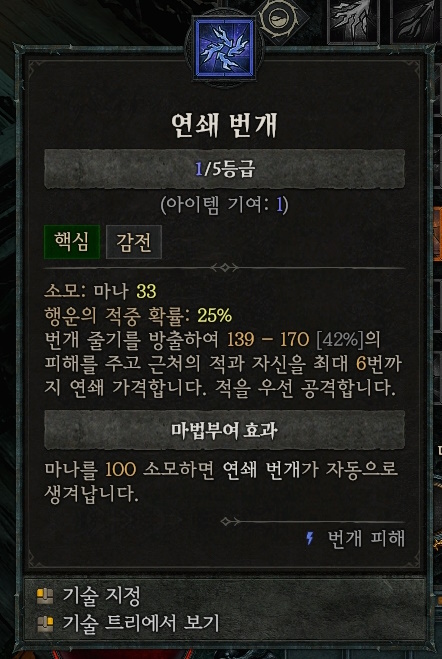 연쇄 번개
1/5등급
(아이템 기여: 1)
핵심 감전
소모: 마나 33
행운의 적중 확률: 25%
번개 줄기를 방출하여 139 - 170 [42%]의
피해를 주고 근처의 적과 자신을 최대 6번까
지 연쇄 가격합니다. 적을 우선 공격합니다.
마법부여 효과
마나를 100 소모하면 연쇄 번개가 자동으로
생겨납니다.
번개 피해
기술 지정
기술 트리에서 보기